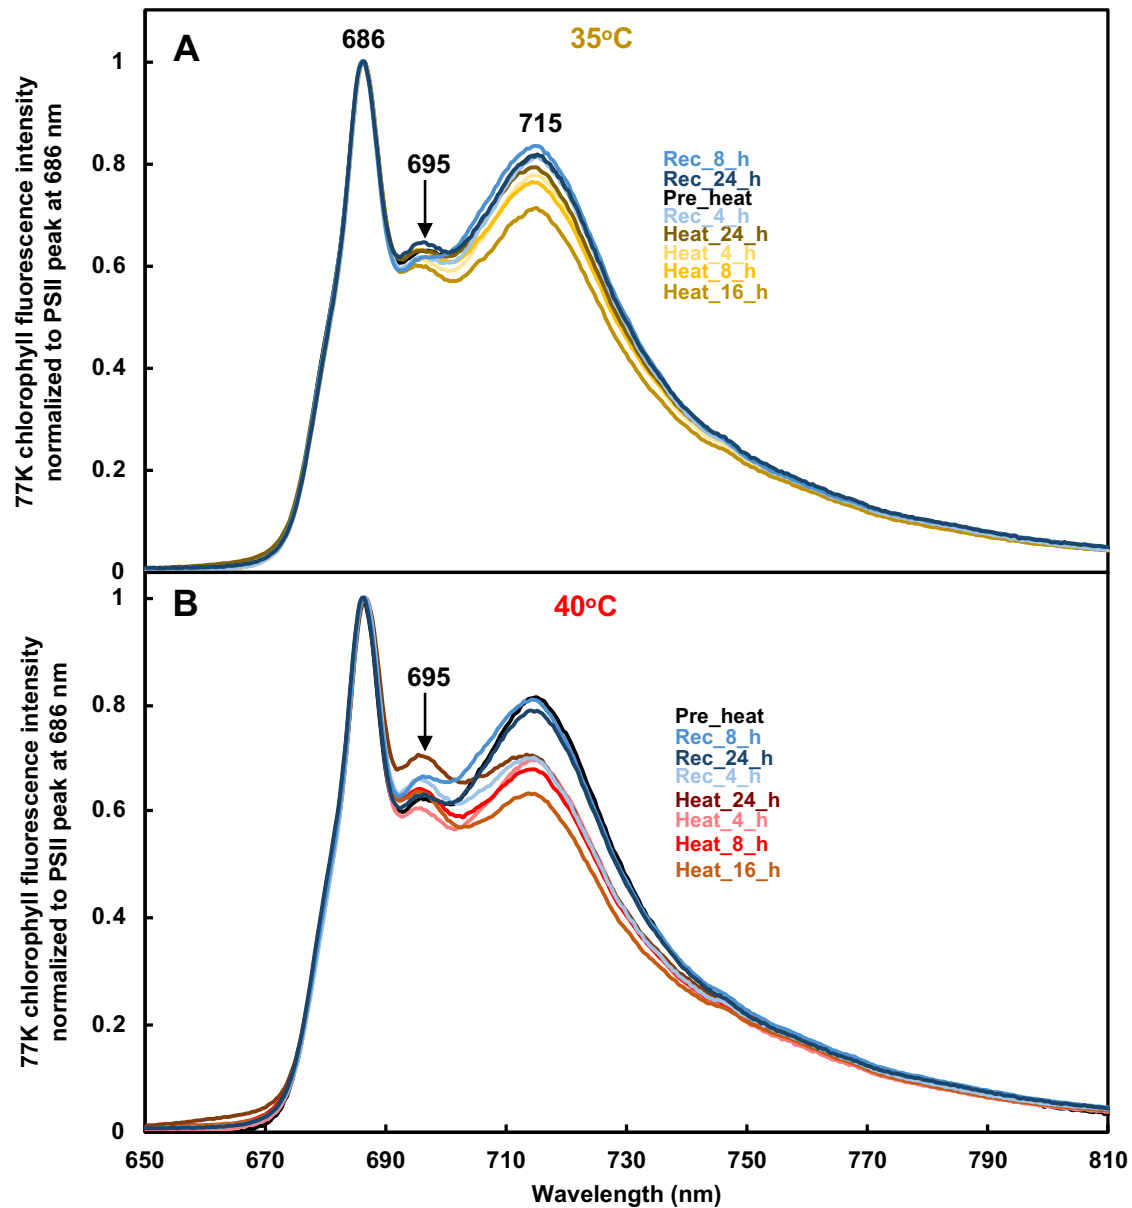 A
686
35°C
1
695
715
Rec_8_h
Rec_24_h
Pre_heat
Rec_4_h
Heat_24_h
Heat_4_h
Heat_8_h
Heat_16_h
0.8
0.6
0.4
0.2
0
77K chlorophyll fluorescence intensity
normalized to PSII peak at 686 nm
B
40°C
1
695
Pre_heat
Rec_8_h
Rec_24_h
Rec_4_h
Heat_24_h
Heat_4_h
Heat_8_h
Heat_16_h
0.8
0.6
0.4
0.2
0
77K chlorophyll fluorescence intensity
normalized to PSII peak at 686 nm
650 670 690 710 730 750 770 790 810
Wavelength (nm)